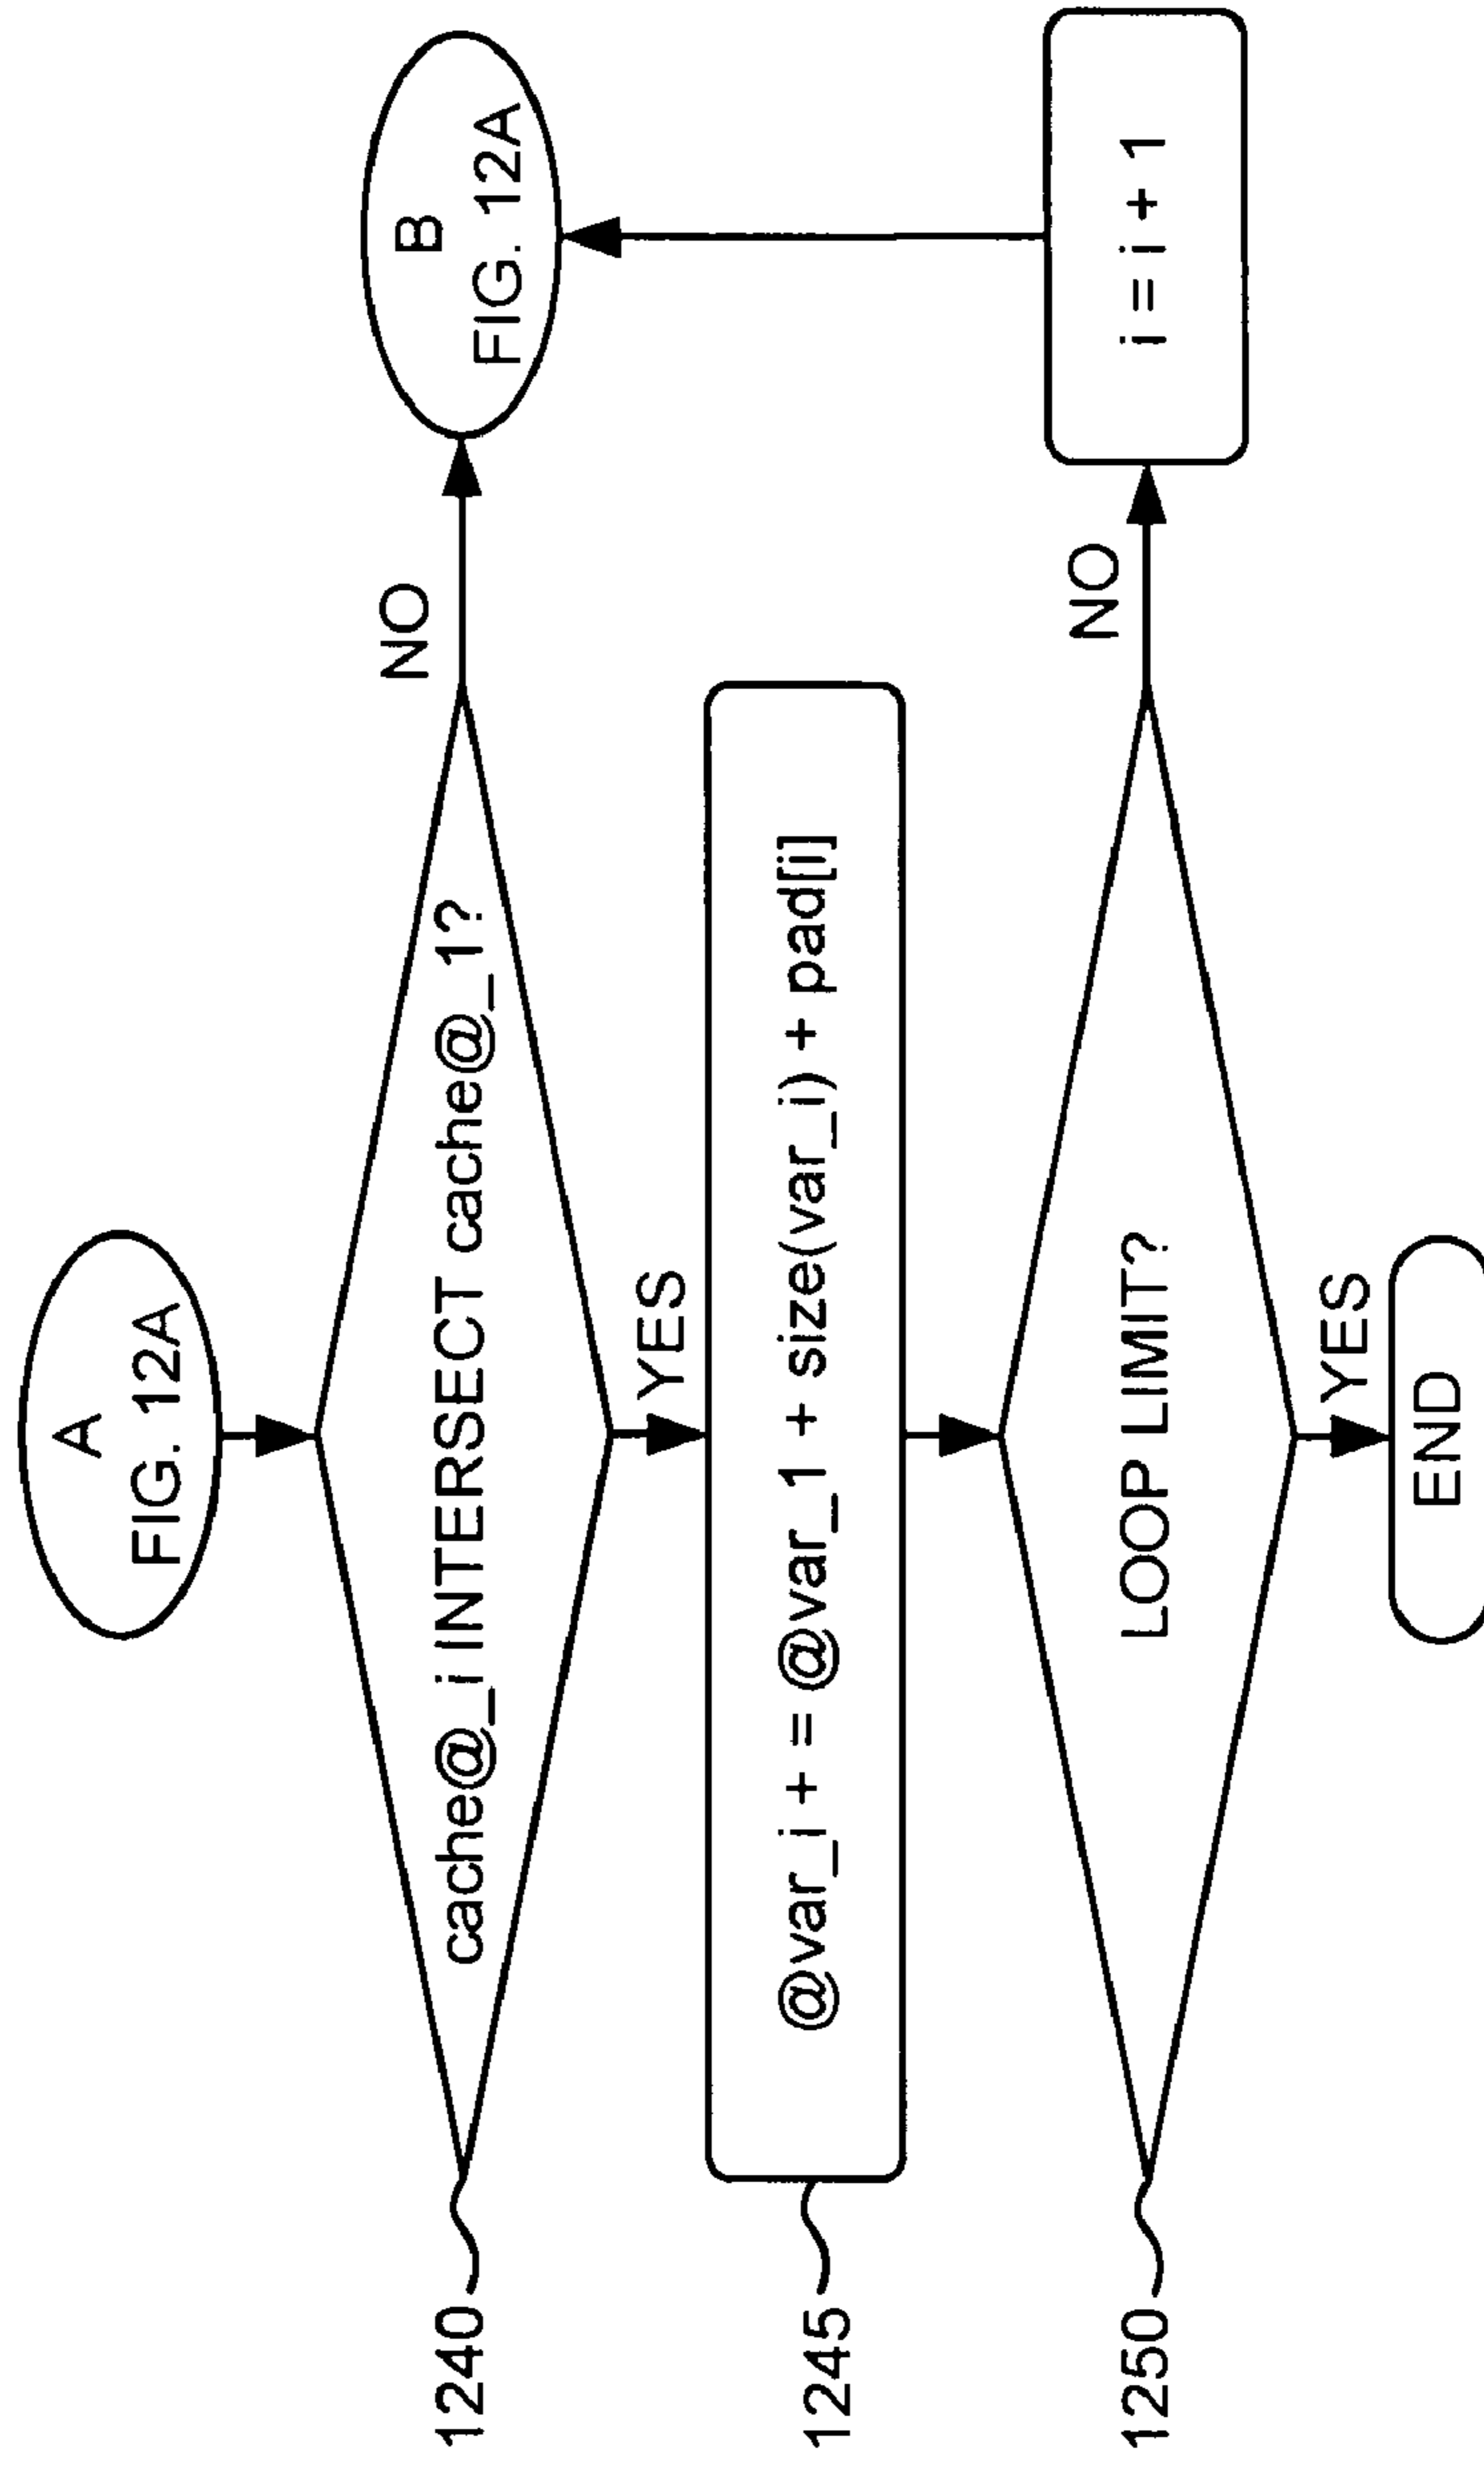 A
FIG. 12A
1240
cache@_i INTERSECT cache@_1?
NO
B
FIG. 12A
YES
1245
@var_i + = @var_1 + size(var_i) + pad[i]
1250
LOOP LIMIT?
NO
i = i + 1
YES
END